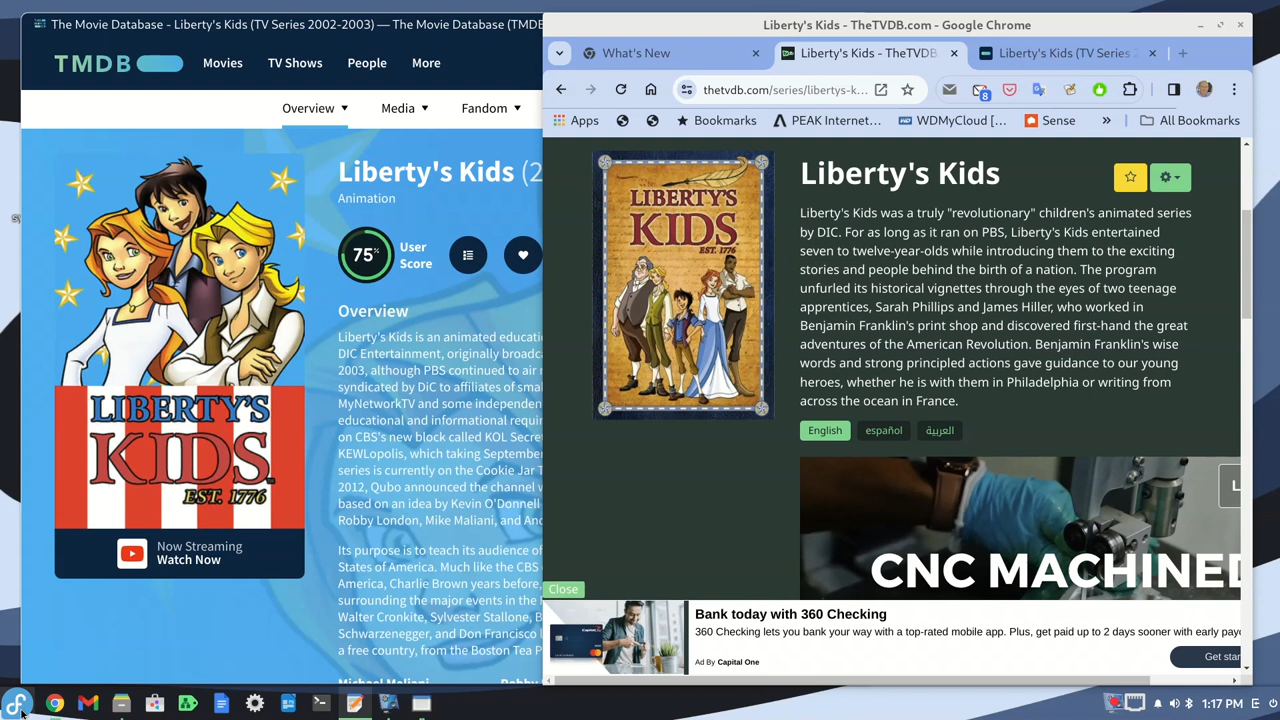 The Movie Database - Liberty's Kids (TV Series 2002-2003) — The Movie Database (TMDB
TMDB
Movies
TV Shows
People
More
Overview
Media
Fandom
LIBERTY'S
KIDS
EST. 1776
Now Streaming
Watch Now
Liberty's Kids (2
Animation
75%
User
Score
Overview
Liberty's Kids is an animated educati
DIC Entertainment, originally broadca
2003, although PBS continued to air r
syndicated by DiC to affiliates of smal
MyNetworkTV and some independen
educational and informational requir
on CBS's new block called KOL Secre
KEWLopolis, which taking September
series is currently on the Cookie Jar T
2012, Qubo announced the channel w
based on an idea by Kevin O'Donnell
Robby London, Mike Maliani, and And
Its purpose is to teach its audience of
States of America. Much like the CBS
America, Charlie Brown years before,
surrounding the major events in the
Walter Cronkite, Sylvester Stallone, B
Schwarzenegger, and Don Francisco l
a free country, from the Boston Tea P
Liberty's Kids - TheTVDB.com - Google Chrome
What's New
Liberty's Kids - TheTVDB.
Liberty's Kids (TV Series 2
thetvdb.com/series/libertys-k...
8
Apps
Bookmarks
PEAK Internet...
WDMyCloud [...
Sense
»
All Bookmarks
LIBERTY'S
KIDS
EST. 1776
Liberty's Kids
Liberty's Kids was a truly "revolutionary" children's animated series
by DIC. For as long as it ran on PBS, Liberty's Kids entertained
seven to twelve-year-olds while introducing them to the exciting
stories and people behind the birth of a nation. The program
unfurled its historical vignettes through the eyes of two teenage
apprentices, Sarah Phillips and James Hiller, who worked in
Benjamin Franklin's print shop and discovered first-hand the great
adventures of the American Revolution. Benjamin Franklin's wise
words and strong principled actions gave guidance to our young
heroes, whether he is with them in Philadelphia or writing from
across the ocean in France.
English
español
العربية
L
CNC MACHINED
Close
Bank today with 360 Checking
360 Checking lets you bank your way with a top-rated mobile app. Plus, get paid up to 2 days sooner with early payc
Ad By Capital One
Get star
1:17 PM